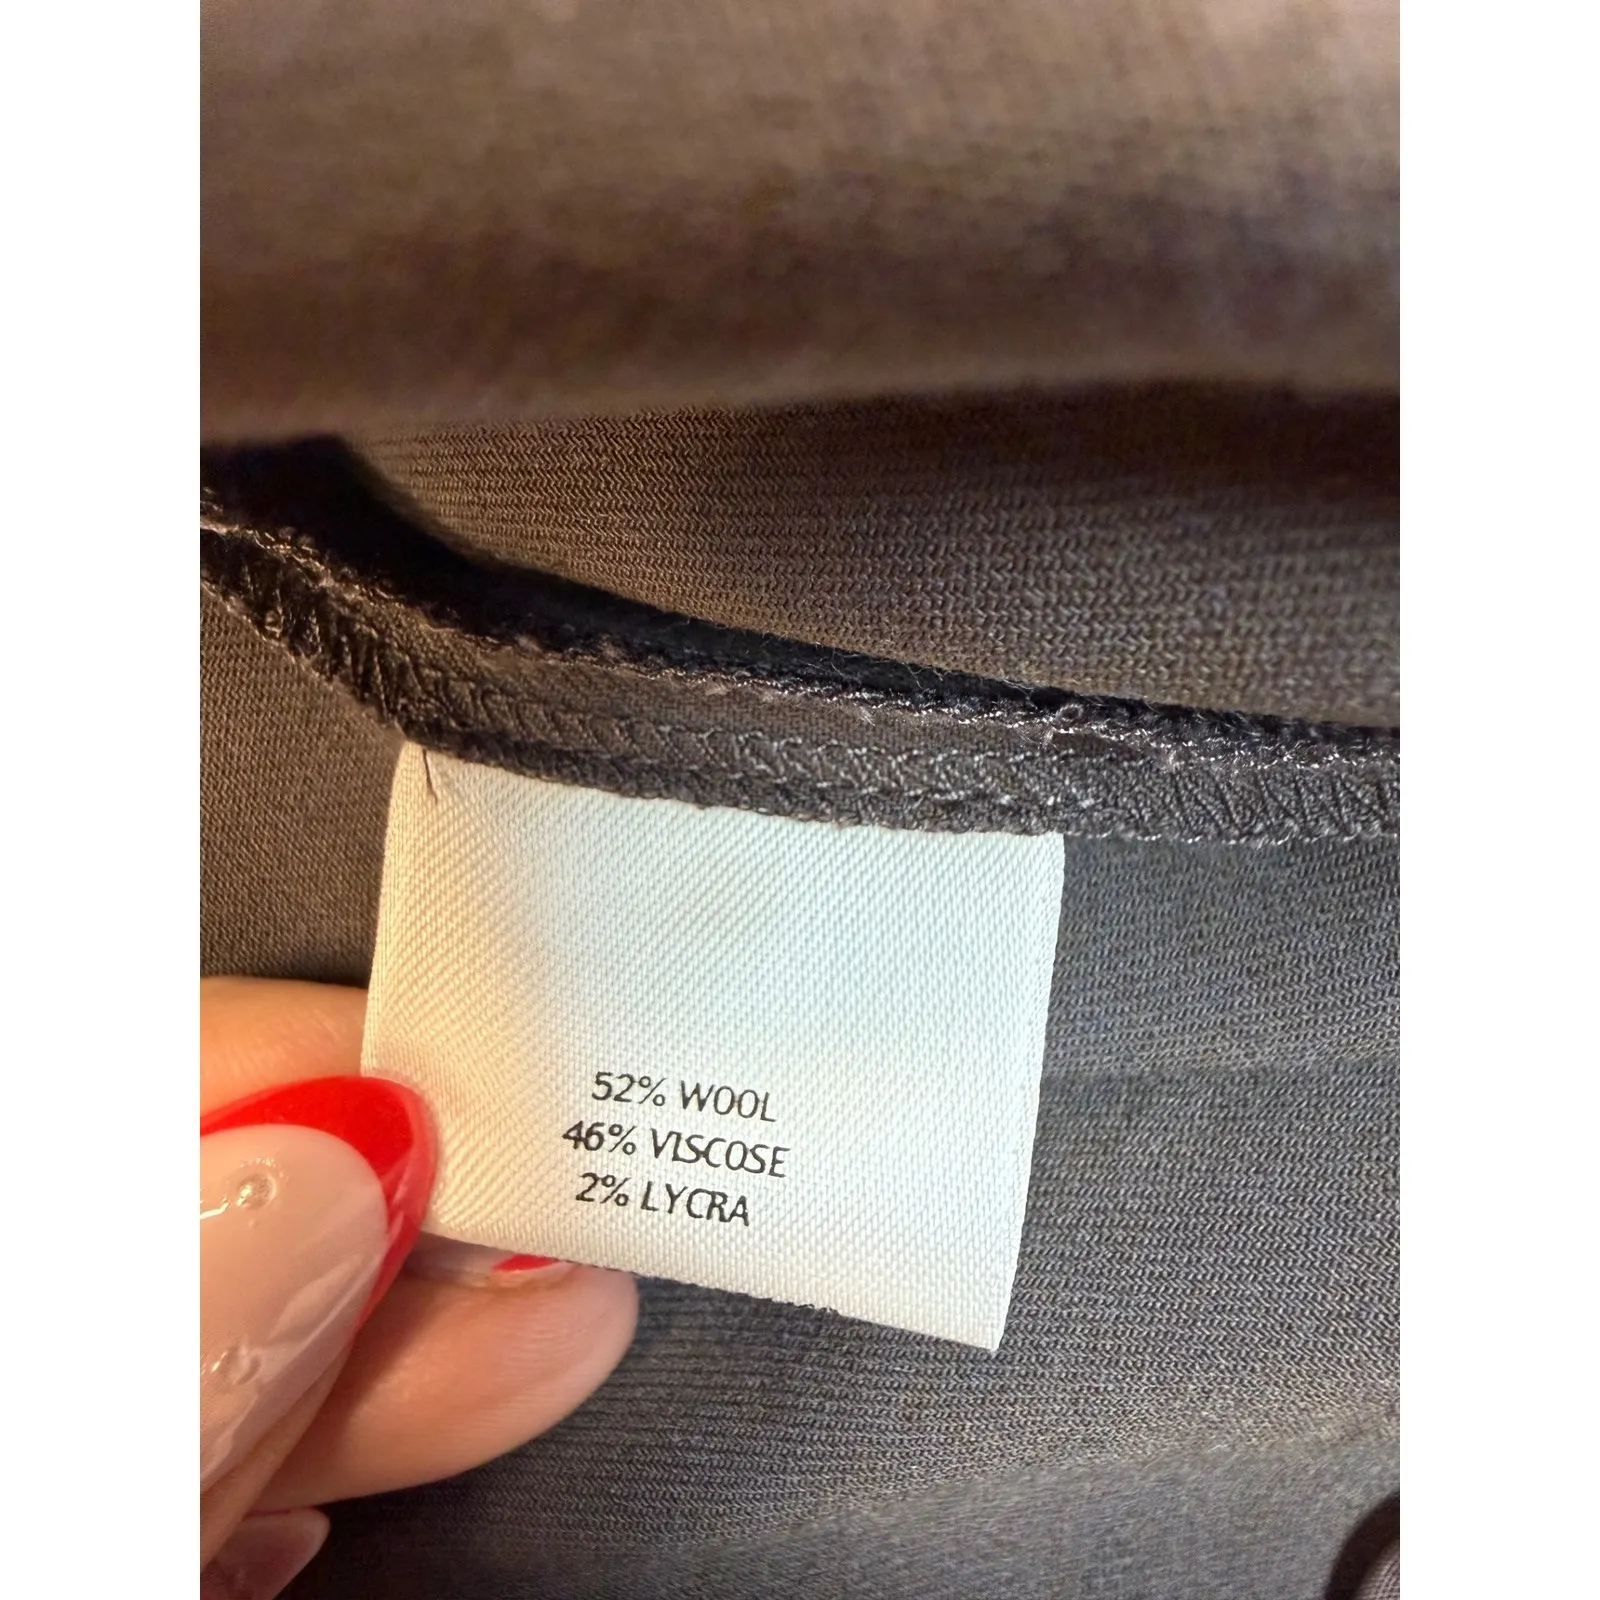 52% WOOL
46% VISCOSE
2% LYCRA